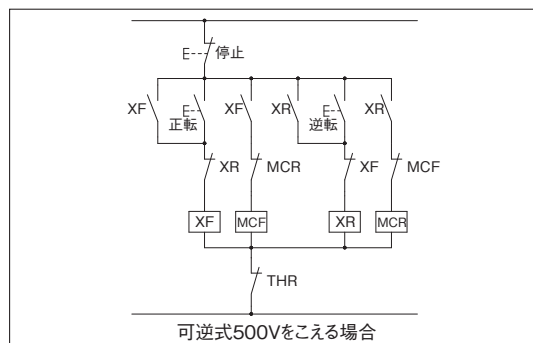 E 停止
XF E 正転 XF XR E 逆転 XR
XR MCR XF MCF
XF MCF XR MCR
THR
可逆式500Vをこえる場合